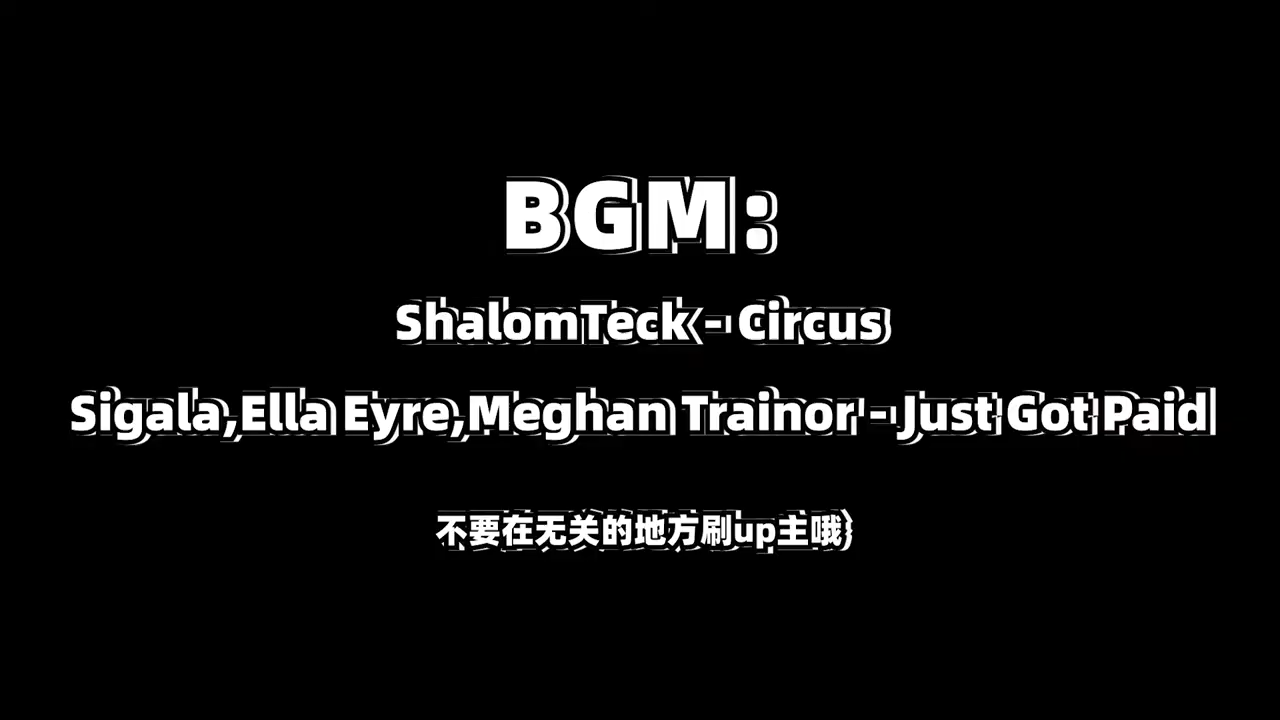 BGM:
ShalomTeck - Circus
Sigala,Ella Eyre,Meghan Trainor - Just Got Paid
不要在无关的地方刷up主哦}